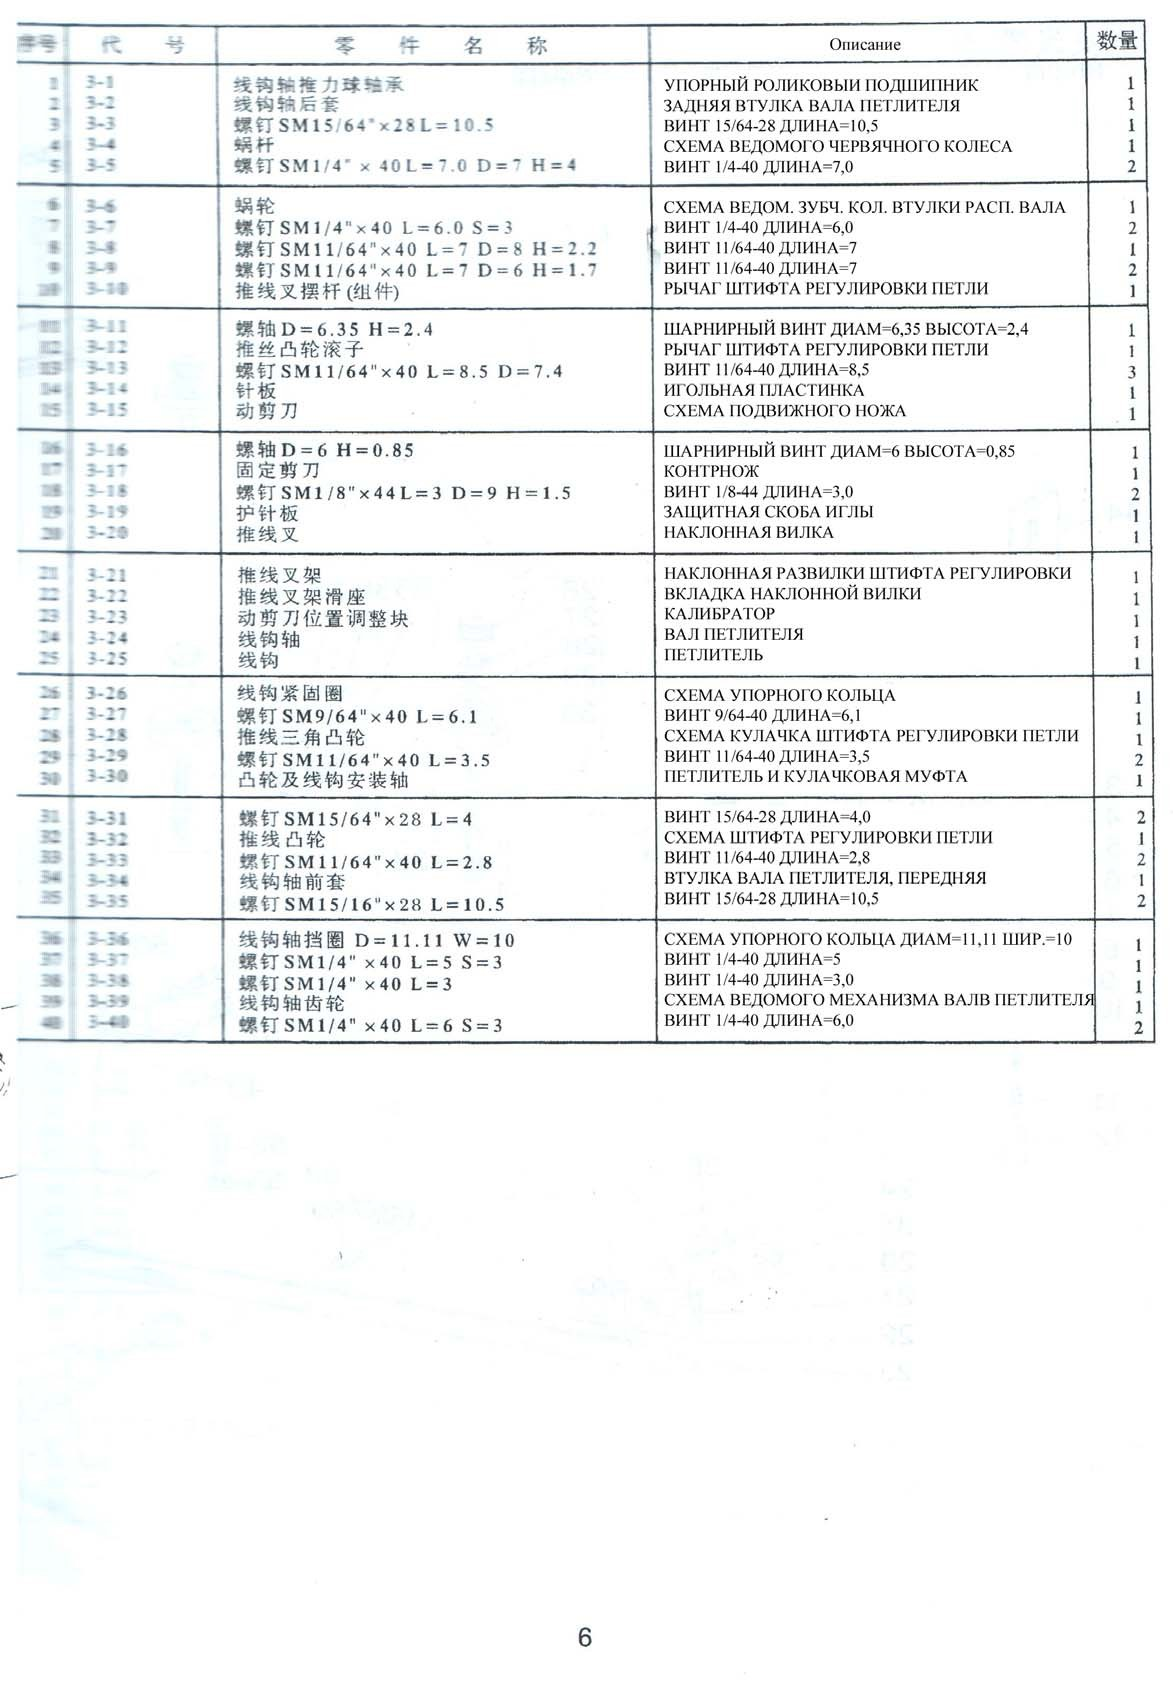 序号 代 号 零 件 名 称 Описание 数量
1 3-1 线钩轴推力球轴承 УПОРНЫЙ РОЛИКОВЫИ ПОДШИПНИК 1
2 3-2 线钩轴后套 ЗАДНЯЯ ВТУЛКА ВАЛА ПЕТЛИТЕЛЯ 1
3 3-3 螺钉SM15/64"×28L=10.5 ВИНТ 15/64-28 ДЛИНА=10,5 1
4 3-4 蜗杆 СХЕМА ВЕДОМОГО ЧЕРВЯЧНОГО КОЛЕСА 1
5 3-5 螺钉SM1/4" × 40L=7.0 D=7 H=4 ВИНТ 1/4-40 ДЛИНА=7,0 2
6 3-6 蜗轮 СХЕМА ВЕДОМ. ЗУБЧ. КОЛ. ВТУЛКИ РАСП. ВАЛА 1
7 3-7 螺钉SM1/4"×40 L=6.0 S=3 ВИНТ 1/4-40 ДЛИНА=6,0 2
8 3-8 螺钉SM11/64"×40 L=7 D=8 H=2.2 ВИНТ 11/64-40 ДЛИНА=7 1
9 3-9 螺钉SM11/64"×40 L=7 D=6 H=1.7 ВИНТ 11/64-40 ДЛИНА=7 2
10 3-10 推线叉摆杆(组件) РЫЧАГ ШТИФТА РЕГУЛИРОВКИ ПЕТЛИ 1
11 3-11 螺轴D=6.35 H=2.4 ШАРНИРНЫЙ ВИНТ ДИАМ=6,35 ВЫСОТА=2,4 1
12 3-12 推丝凸轮滚子 РЫЧАГ ШТИФТА РЕГУЛИРОВКИ ПЕТЛИ 1
13 3-13 螺钉SM11/64"×40 L=8.5 D=7.4 ВИНТ 11/64-40 ДЛИНА=8,5 3
14 3-14 针板 ИГОЛЬНАЯ ПЛАСТИНКА 1
15 3-15 动剪刀 СХЕМА ПОДВИЖНОГО НОЖА 1
16 3-16 螺轴D=6 H=0.85 ШАРНИРНЫЙ ВИНТ ДИАМ=6 ВЫСОТА=0,85 1
17 3-17 固定剪刀 КОНТРНОЖ 1
18 3-18 螺钉SM1/8"×44L=3 D=9 H=1.5 ВИНТ 1/8-44 ДЛИНА=3,0 2
19 3-19 护针板 ЗАЩИТНАЯ СКОБА ИГЛЫ 1
20 3-20 推线叉 НАКЛОННАЯ ВИЛКА 1
21 3-21 推线叉架 НАКЛОННАЯ РАЗВИЛКИ ШТИФТА РЕГУЛИРОВКИ 1
22 3-22 推线叉架滑座 ВКЛАДКА НАКЛОННОЙ ВИЛКИ 1
23 3-23 动剪刀位置调整块 КАЛИБРАТОР 1
24 3-24 线钩轴 ВАЛ ПЕТЛИТЕЛЯ 1
25 3-25 线钩 ПЕТЛИТЕЛЬ 1
26 3-26 线钩紧固圈 СХЕМА УПОРНОГО КОЛЬЦА 1
27 3-27 螺钉SM9/64"×40 L=6.1 ВИНТ 9/64-40 ДЛИНА=6,1 1
28 3-28 推线三角凸轮 СХЕМА КУЛАЧКА ШТИФТА РЕГУЛИРОВКИ ПЕТЛИ 1
29 3-29 螺钉SM11/64"×40 L=3.5 ВИНТ 11/64-40 ДЛИНА=3,5 2
30 3-30 凸轮及线钩安装轴 ПЕТЛИТЕЛЬ И КУЛАЧКОВАЯ МУФТА 1
31 3-31 螺钉SM15/64"×28 L=4 ВИНТ 15/64-28 ДЛИНА=4,0 2
32 3-32 推线凸轮 СХЕМА ШТИФТА РЕГУЛИРОВКИ ПЕТЛИ 1
33 3-33 螺钉SM11/64"×40 L=2.8 ВИНТ 11/64-40 ДЛИНА=2,8 2
34 3-34 线钩轴前套 ВТУЛКА ВАЛА ПЕТЛИТЕЛЯ, ПЕРЕДНЯЯ 1
35 3-35 螺钉SM15/16"×28 L=10.5 ВИНТ 15/64-28 ДЛИНА=10,5 2
36 3-36 线钩轴挡圈 D=11.11 W=10 СХЕМА УПОРНОГО КОЛЬЦА ДИАМ=11,11 ШИР.=10 1
37 3-37 螺钉SM1/4" ×40 L=5 S=3 ВИНТ 1/4-40 ДЛИНА=5 1
38 3-38 螺钉SM1/4" ×40 L=3 ВИНТ 1/4-40 ДЛИНА=3,0 1
39 3-39 线钩轴齿轮 СХЕМА ВЕДОМОГО МЕХАНИЗМА ВАЛВ ПЕТЛИТЕЛЯ 1
40 3-40 螺钉SM1/4"×40 L=6 S=3 ВИНТ 1/4-40 ДЛИНА=6,0 2
6